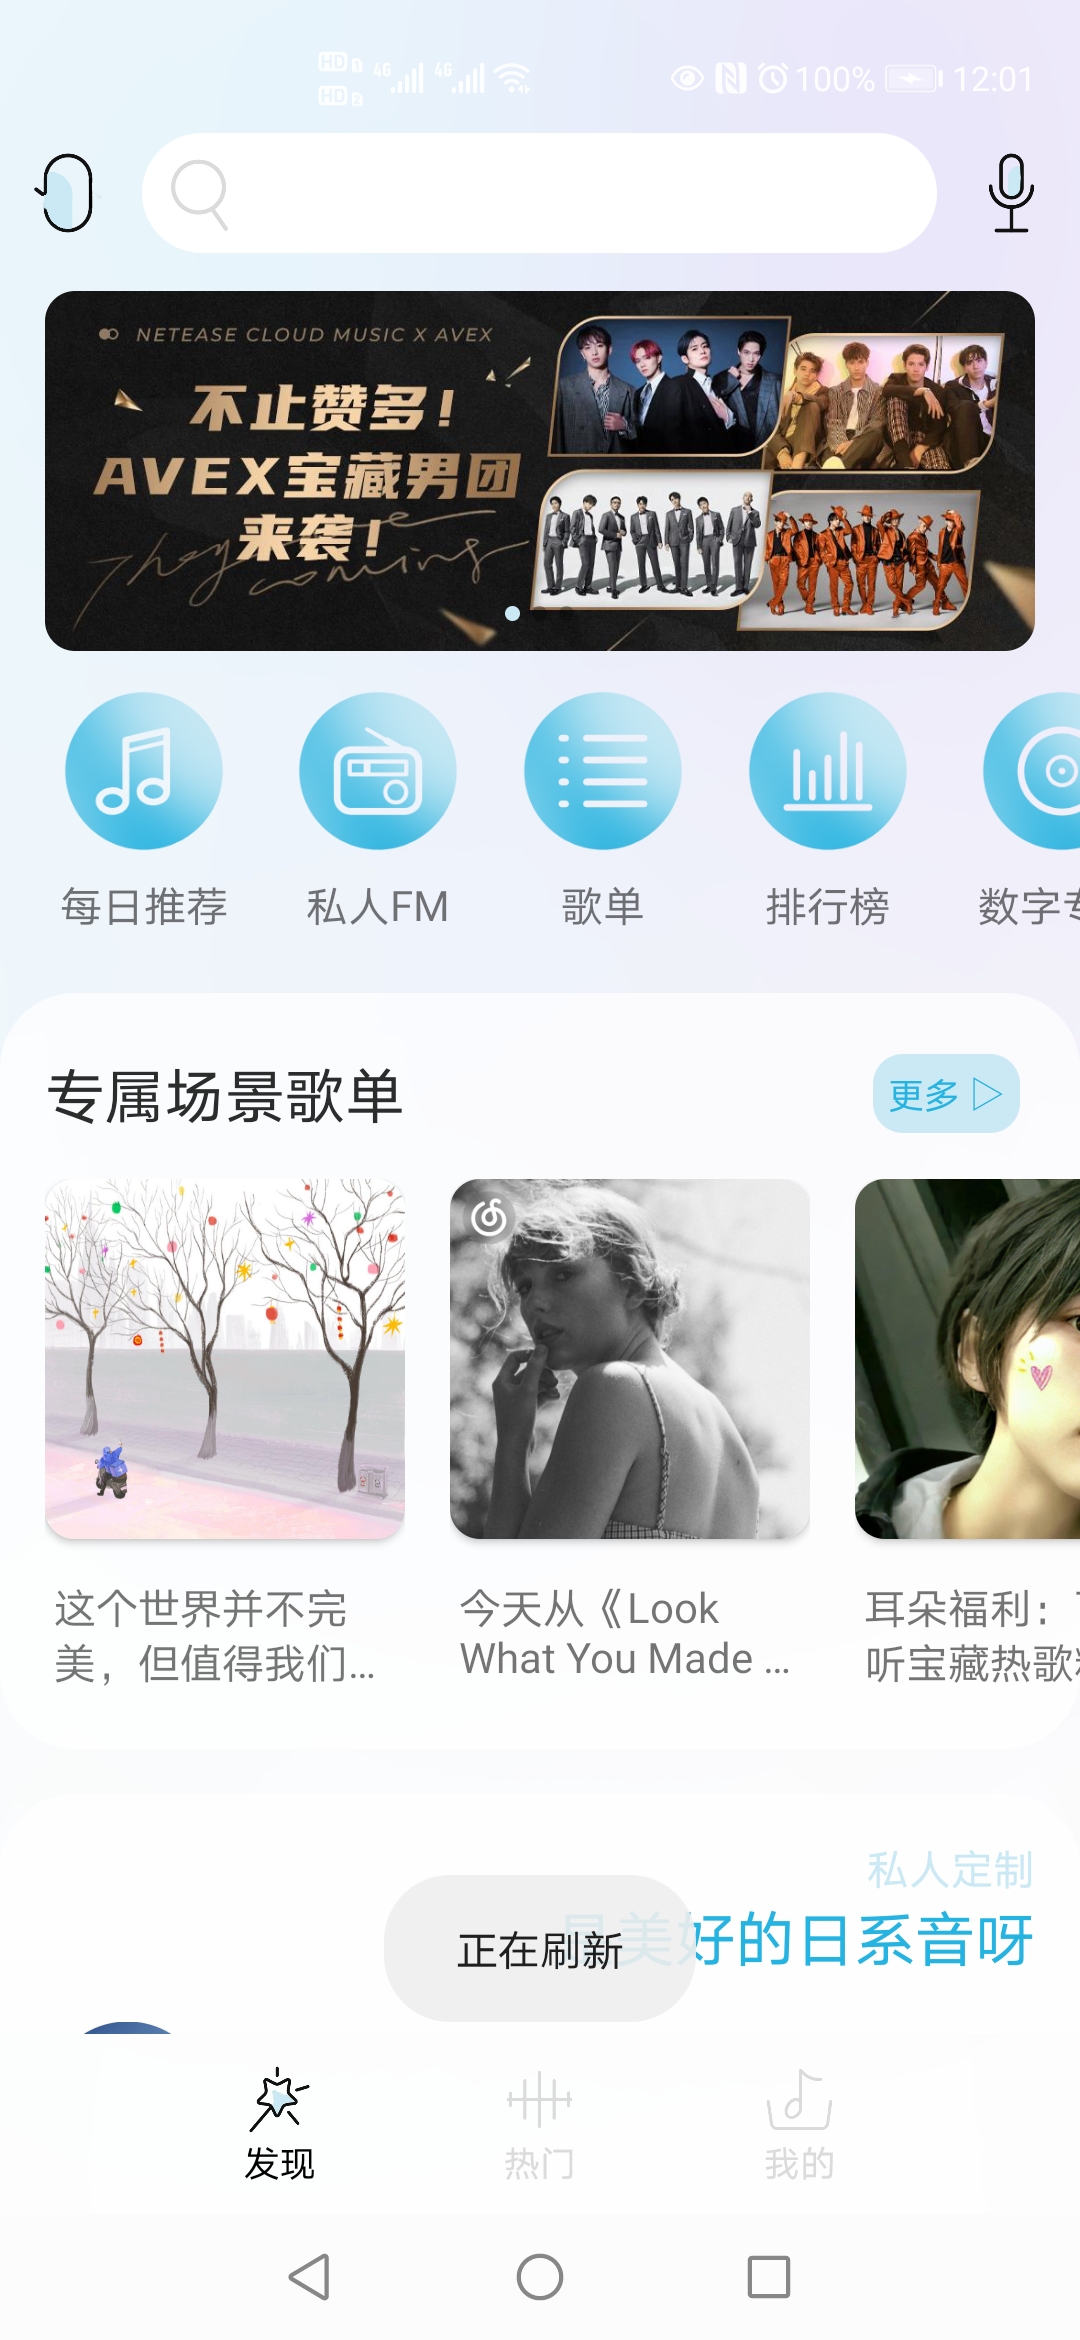 HD 1 4G 4G 100% 12:01
HD 2
NETEASE CLOUD MUSIC X AVEX
不止赞多!
AVEX宝藏男团
来袭!
They coming
每日推荐 私人FM 歌单 排行榜 数字
专属场景歌单 更多
这个世界并不完
美，但值得我们...
今天从《Look
What You Made ...
耳朵福利：
听宝藏热歌
私人定制
美好的日系音呀
正在刷新
发现 热门 我的